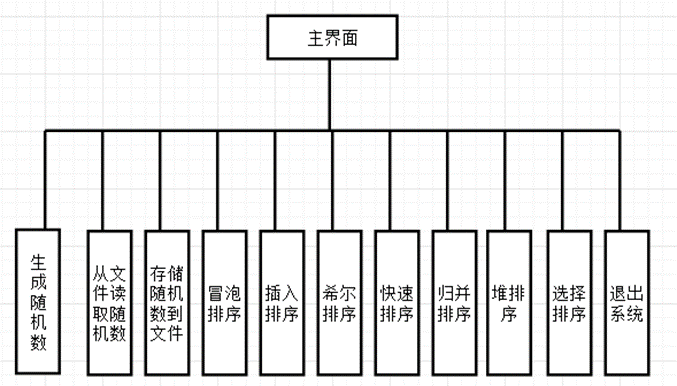 主界面
生
成
随
机
数
从文
件读
取随
机数
存储
随机
数到
文件
冒泡
排序
插入
排序
希尔
排序
快速
排序
归并
排序
堆排
序
选择
排序
退出
系统